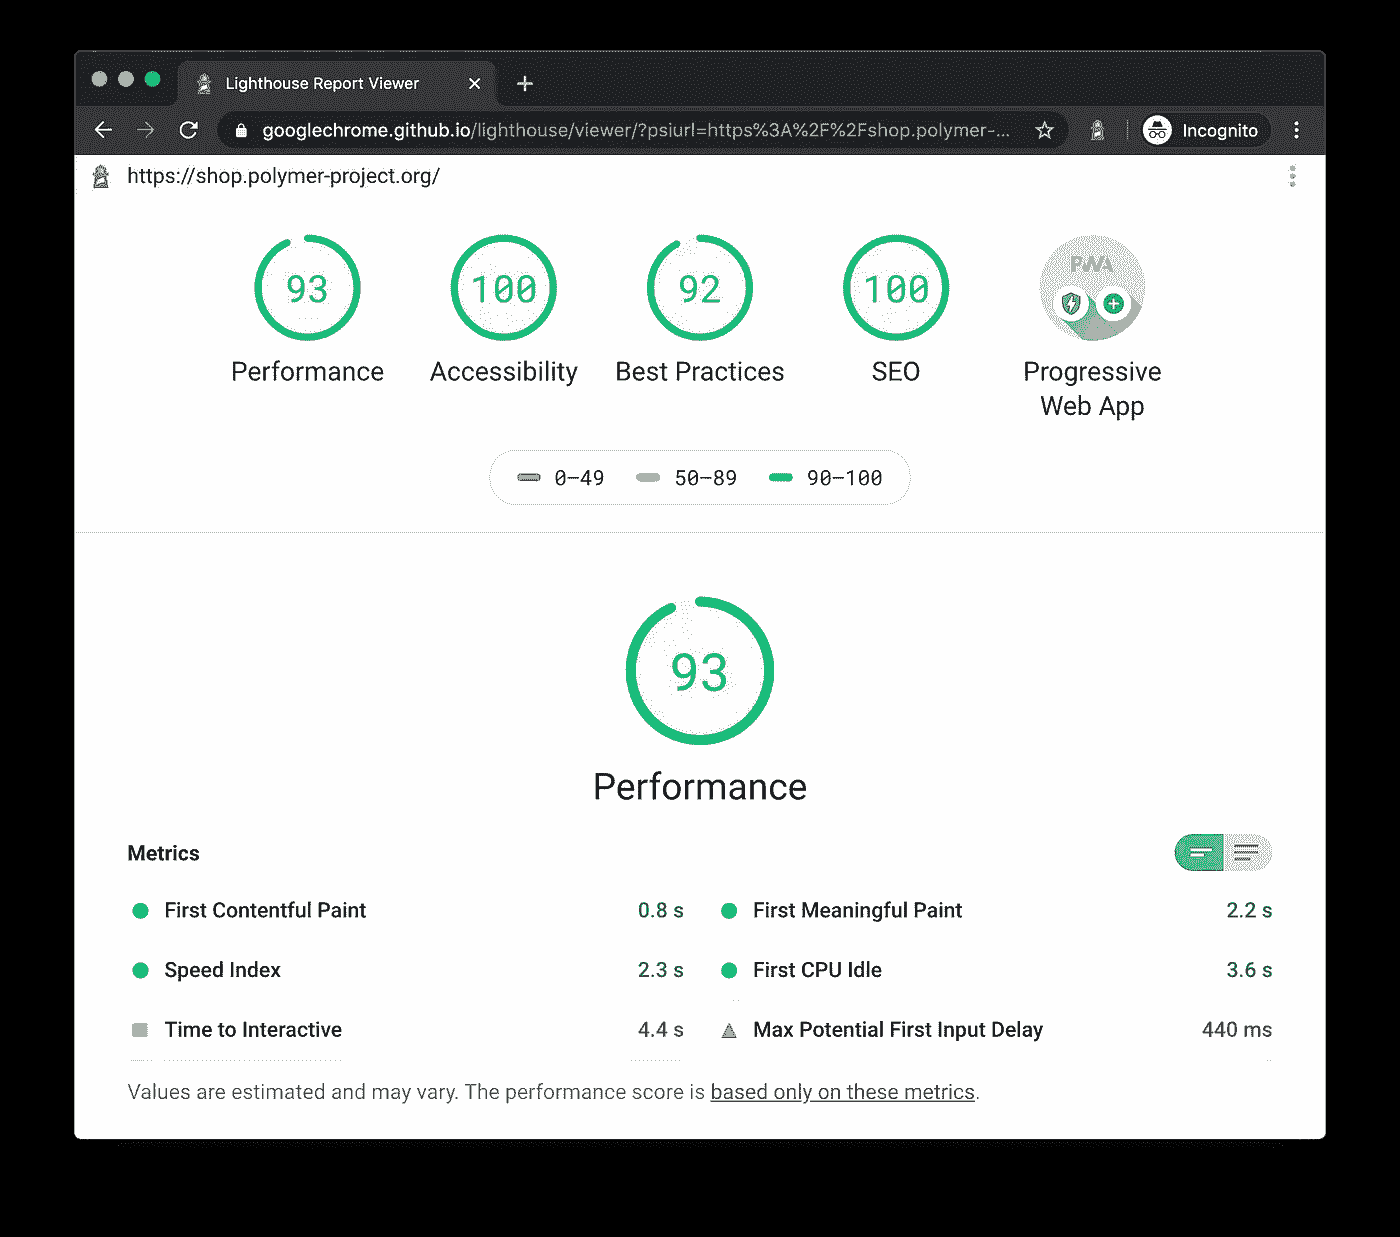 Lighthouse Report Viewer
googlechrome.github.io/lighthouse/viewer/?psiurl=https%3A%2F%2Fshop.polymer-...
Incognito
https://shop.polymer-project.org/
93
100
92
100
PWA
Performance
Accessibility
Best Practices
SEO
Progressive
Web App
0–49
50–89
90–100
93
Performance
Metrics
First Contentful Paint 0.8 s
First Meaningful Paint 2.2 s
Speed Index 2.3 s
First CPU Idle 3.6 s
Time to Interactive 4.4 s
Max Potential First Input Delay 440 ms
Values are estimated and may vary. The performance score is based only on these metrics.